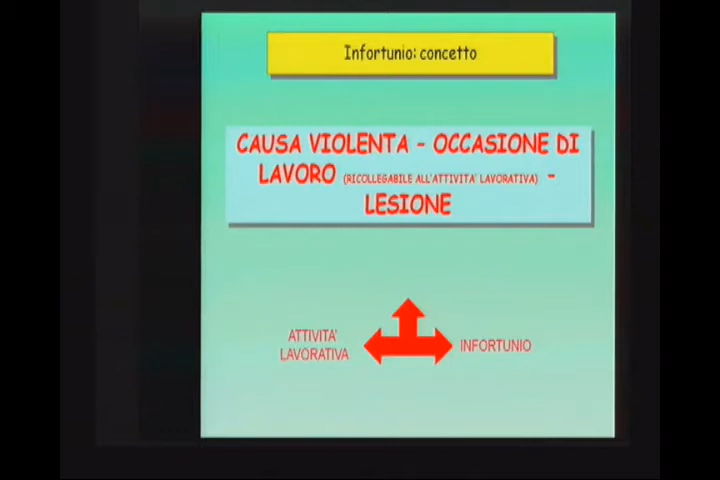 Infortunio: concetto
CAUSA VIOLENTA - OCCASIONE DI
LAVORO (RICOLLEGABILE ALL'ATTIVITA' LAVORATIVA) -
LESIONE
ATTIVITA'
LAVORATIVA
INFORTUNIO